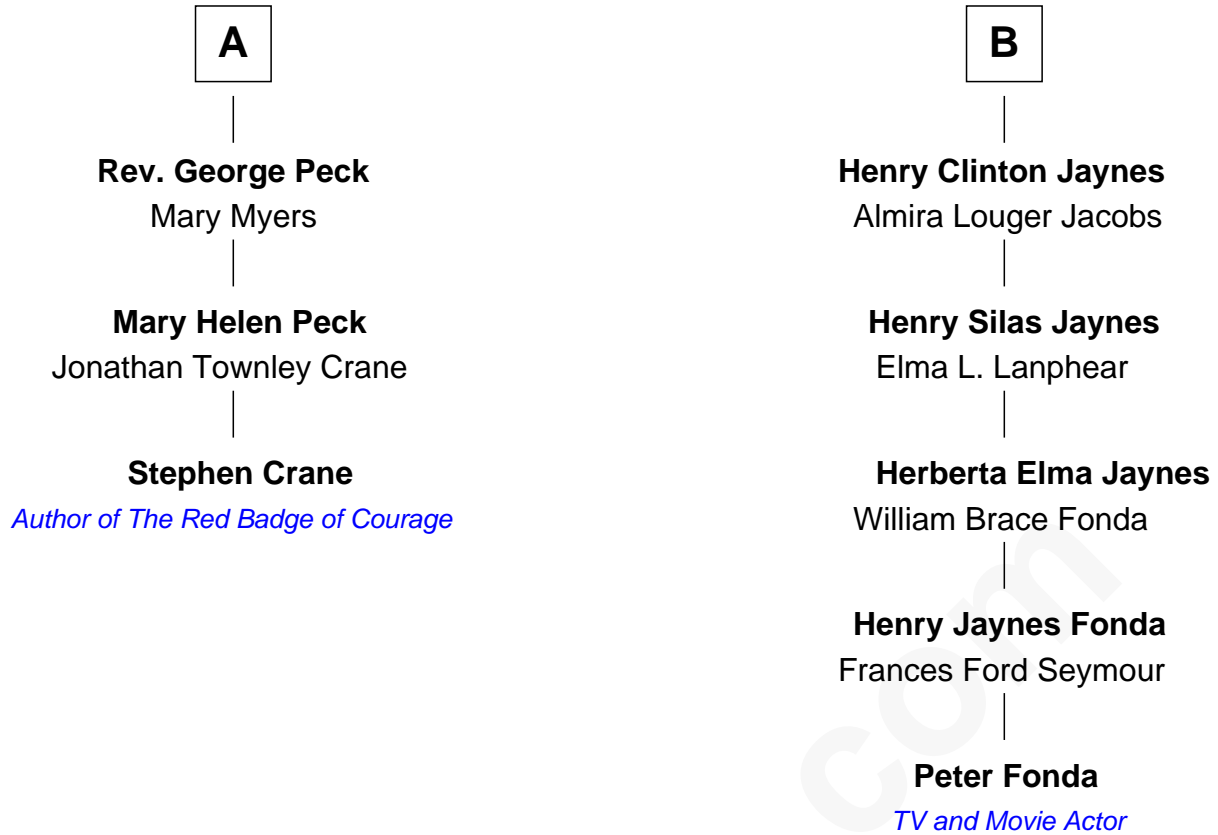 A
Rev. George Peck
Mary Myers
Mary Helen Peck
Jonathan Townley Crane
Stephen Crane
Author of The Red Badge of Courage
B
Henry Clinton Jaynes
Almira Louger Jacobs
Henry Silas Jaynes
Elma L. Lanphear
Herberta Elma Jaynes
William Brace Fonda
Henry Jaynes Fonda
Frances Ford Seymour
Peter Fonda
TV and Movie Actor
com